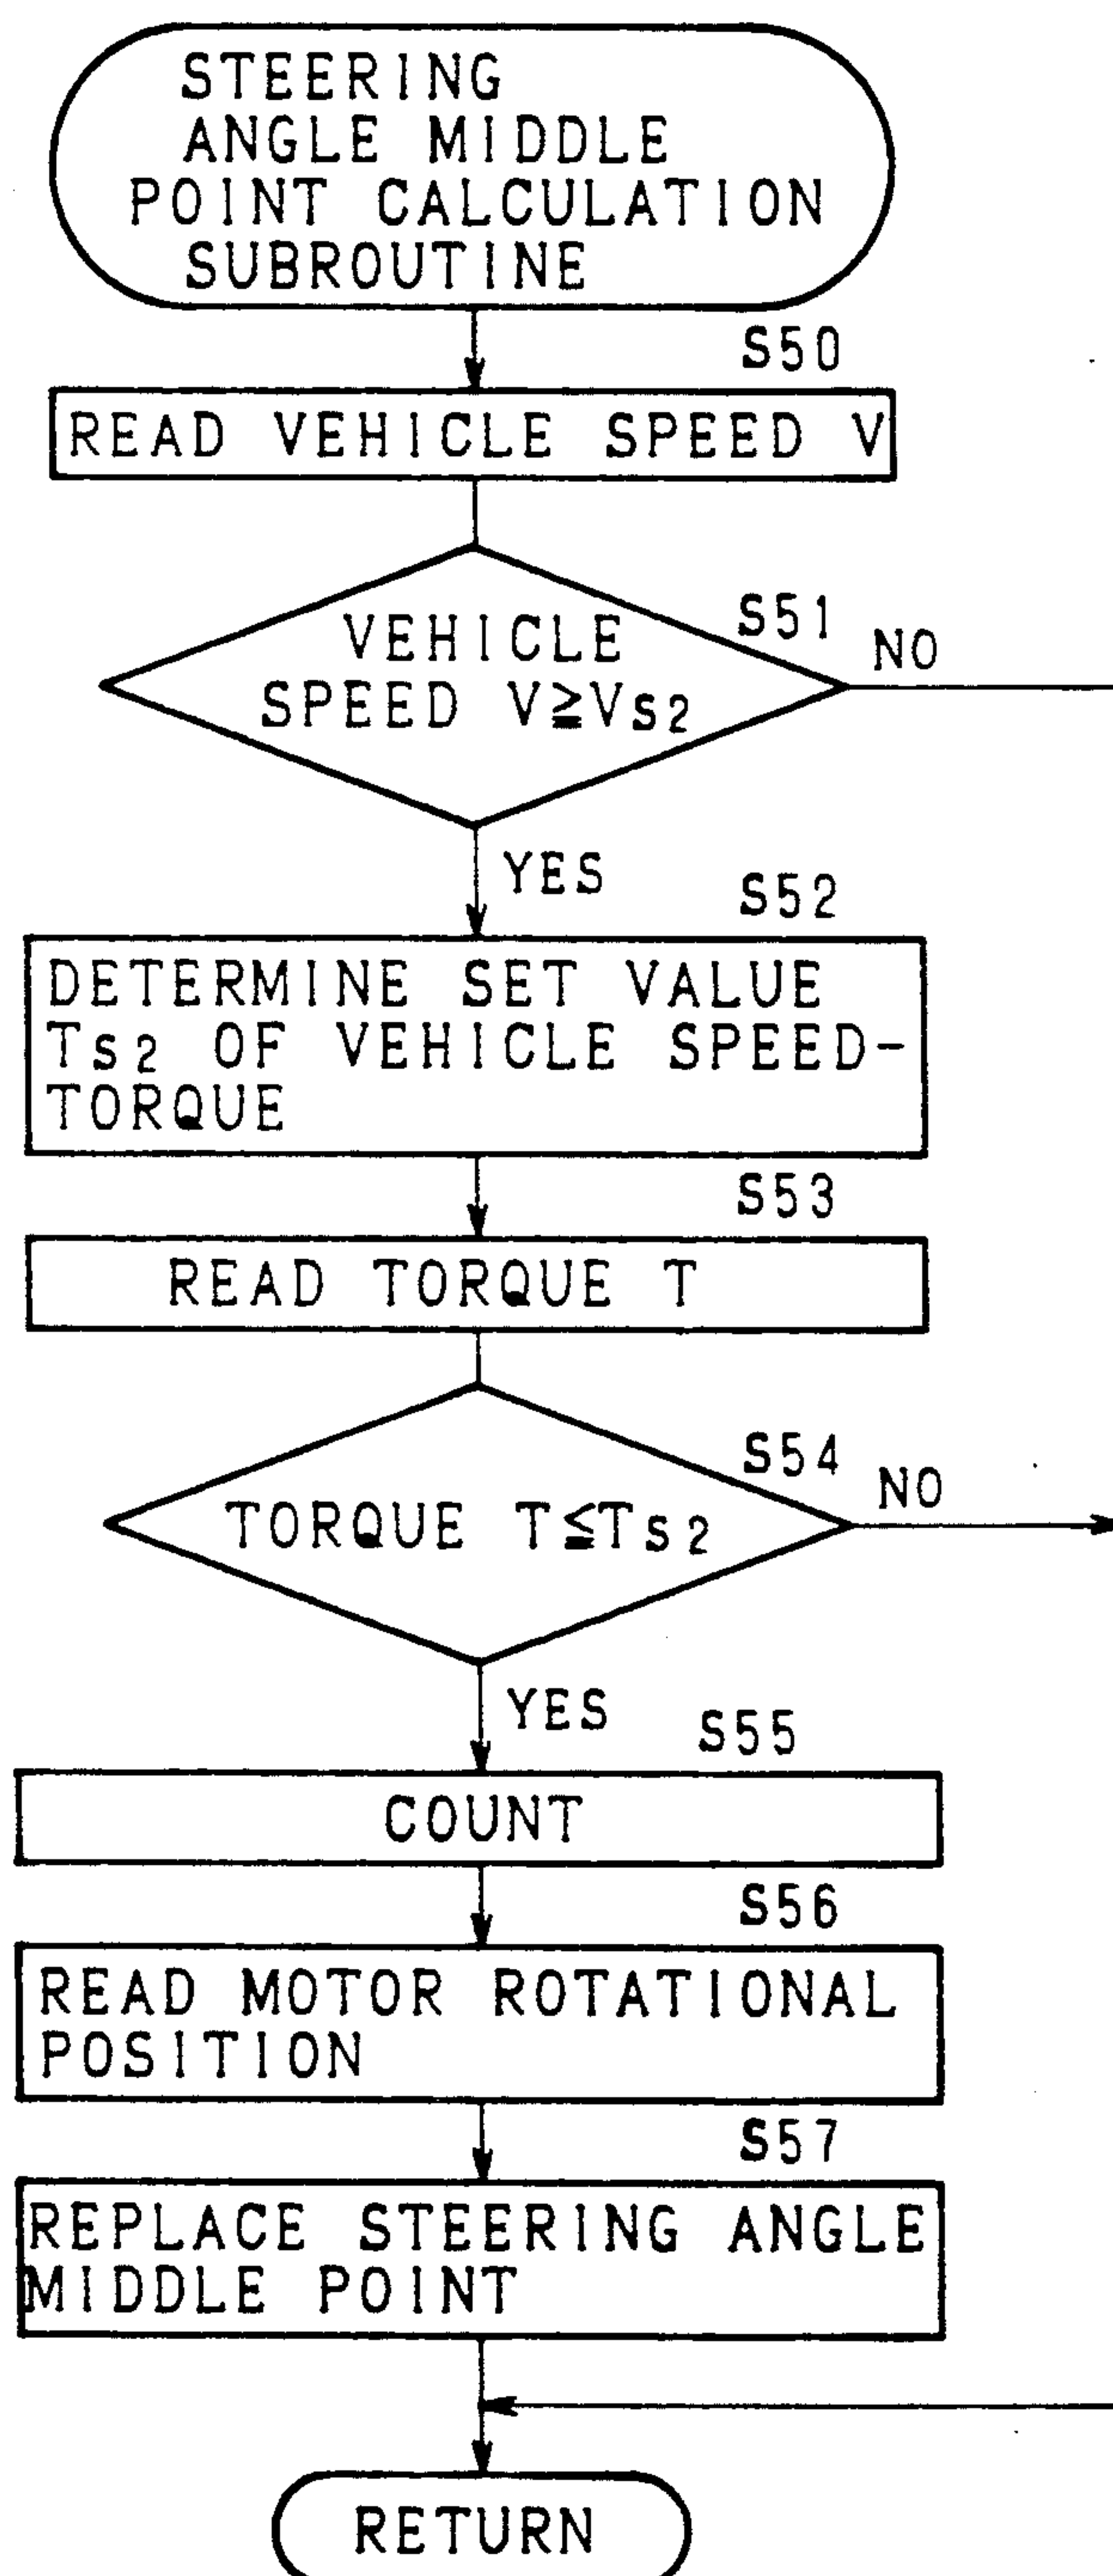 STEERING
ANGLE MIDDLE
POINT CALCULATION
SUBROUTINE
S50
READ VEHICLE SPEED V
S51
NO
VEHICLE
SPEED V≧Vs2
YES
S52
DETERMINE SET VALUE
Ts2 OF VEHICLE SPEED-
TORQUE
S53
READ TORQUE T
S54
NO
TORQUE T≦Ts2
YES
S55
COUNT
S56
READ MOTOR ROTATIONAL
POSITION
S57
REPLACE STEERING ANGLE
MIDDLE POINT
RETURN